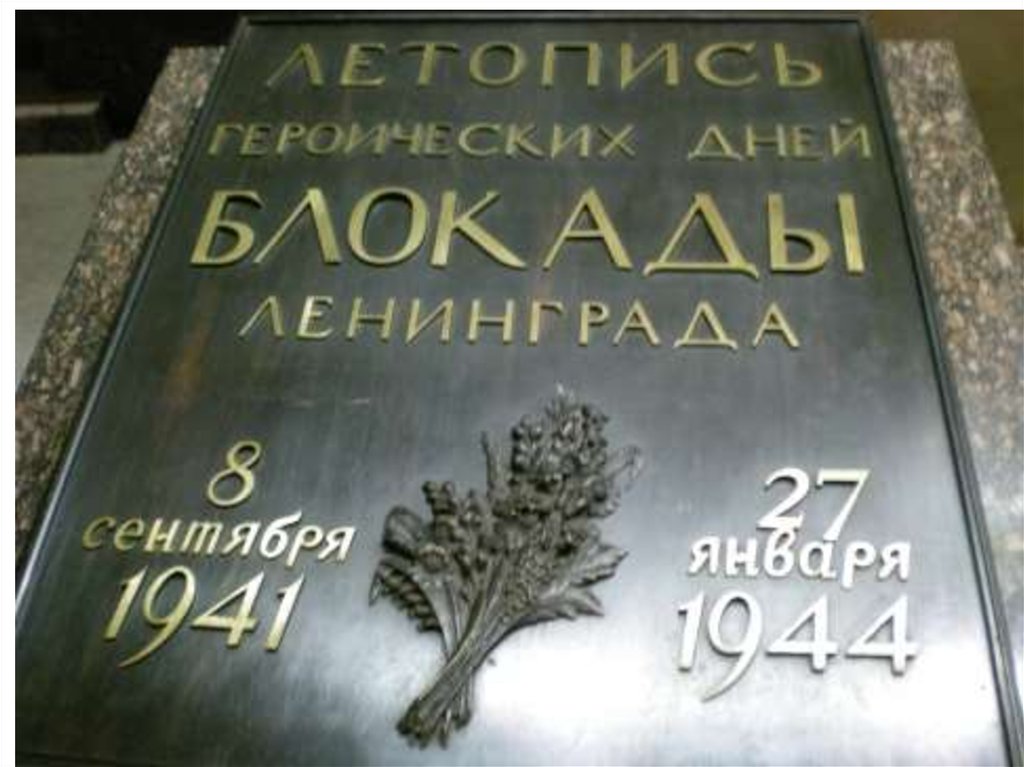 ЛЕТОПИСЬ
ГЕРОИЧЕСКИХ ДНЕЙ
БЛОКАДЫ
ЛЕНИНГРАДА
8
сентября
1941
27
января
1944